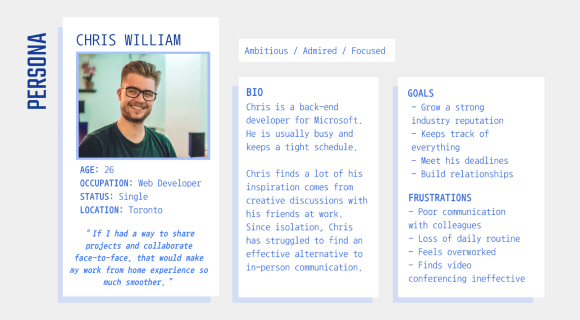 PERSONA
CHRIS WILLIAM
AGE: 26
OCCUPATION: Web Developer
STATUS: Single
LOCATION: Toronto
"If I had a way to share
projects and collaborate
face-to-face, that would make
my work from home experience so
much smoother."
Ambitious / Admired / Focused
BIO
Chris is a back-end
developer for Microsoft.
He is usually busy and
keeps a tight schedule.
Chris finds a lot of his
inspiration comes from
creative discussions with
his friends at work.
Since isolation, Chris
has struggled to find an
effective alternative to
in-person communication.
GOALS
- Grow a strong
industry reputation
- Keeps track of
everything
- Meet his deadlines
- Build relationships
FRUSTRATIONS
- Poor communication
with colleagues
- Loss of daily routine
- Feels overworked
- Finds video
conferencing ineffective